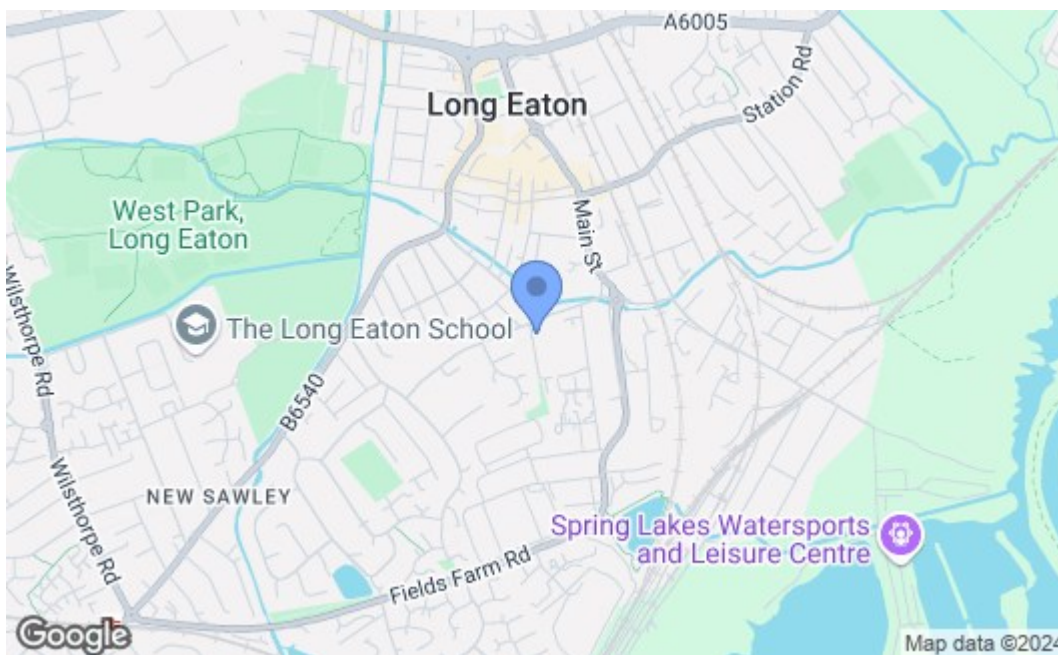 A6005
Long Eaton
Station Rd
West Park,
Long Eaton
Main St
Wilsthorpe Rd
The Long Eaton School
B6540
Wilsthorpe Rd
NEW SAWLEY
Spring Lakes Watersports
and Leisure Centre
Fields Farm Rd
Google
Map data ©2024